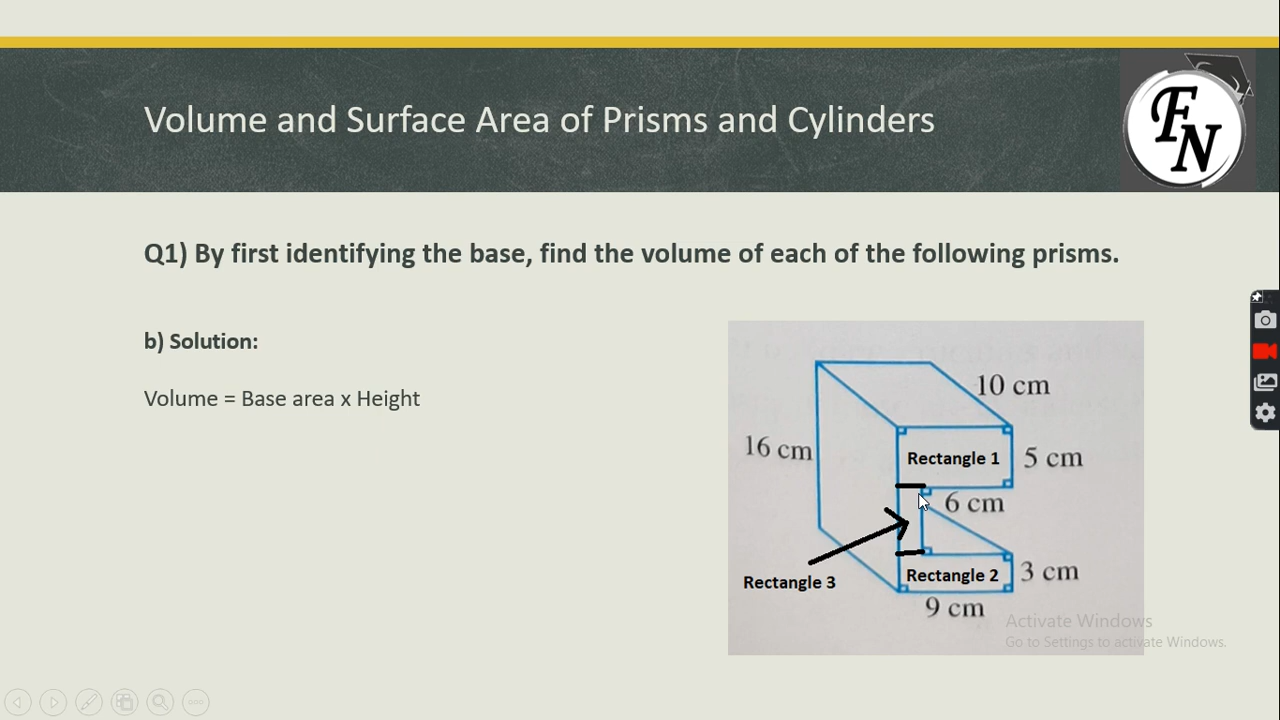 Volume and Surface Area of Prisms and Cylinders
FN
Q1) By first identifying the base, find the volume of each of the following prisms.
b) Solution:
Volume = Base area x Height
10 cm
16 cm
Rectangle 1
5 cm
6 cm
Rectangle 3
Rectangle 2
3 cm
9 cm
Activate Windows
Go to Settings to activate Windows.